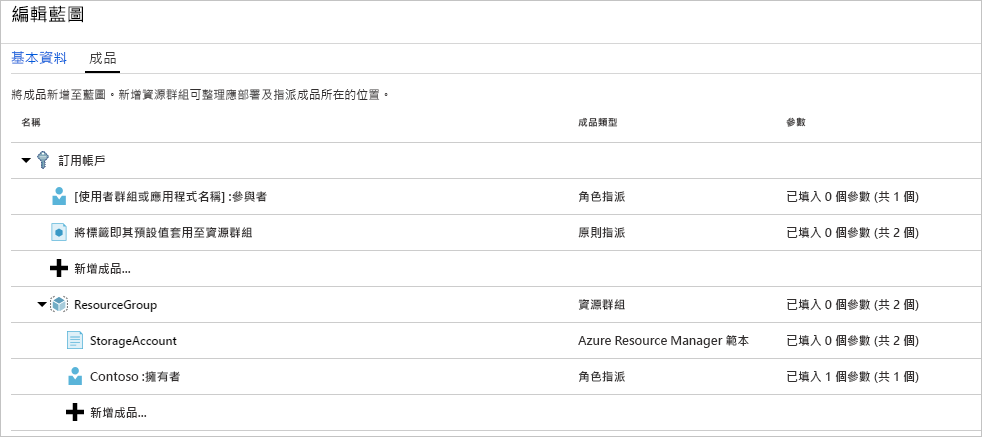 編輯藍圖
基本資料 成品
將成品新增至藍圖。新增資源群組可整理應部署及指派成品所在的位置。
名稱 成品類型 參數
訂用帳戶
[使用者群組或應用程式名稱] :參與者 角色指派 已填入 0 個參數 (共 1 個)
將標籤即其預設值套用至資源群組 原則指派 已填入 0 個參數 (共 2 個)
新增成品...
ResourceGroup 資源群組 已填入 0 個參數 (共 2 個)
StorageAccount Azure Resource Manager 範本 已填入 0 個參數 (共 2 個)
Contoso :擁有者 角色指派 已填入 1 個參數 (共 1 個)
新增成品...